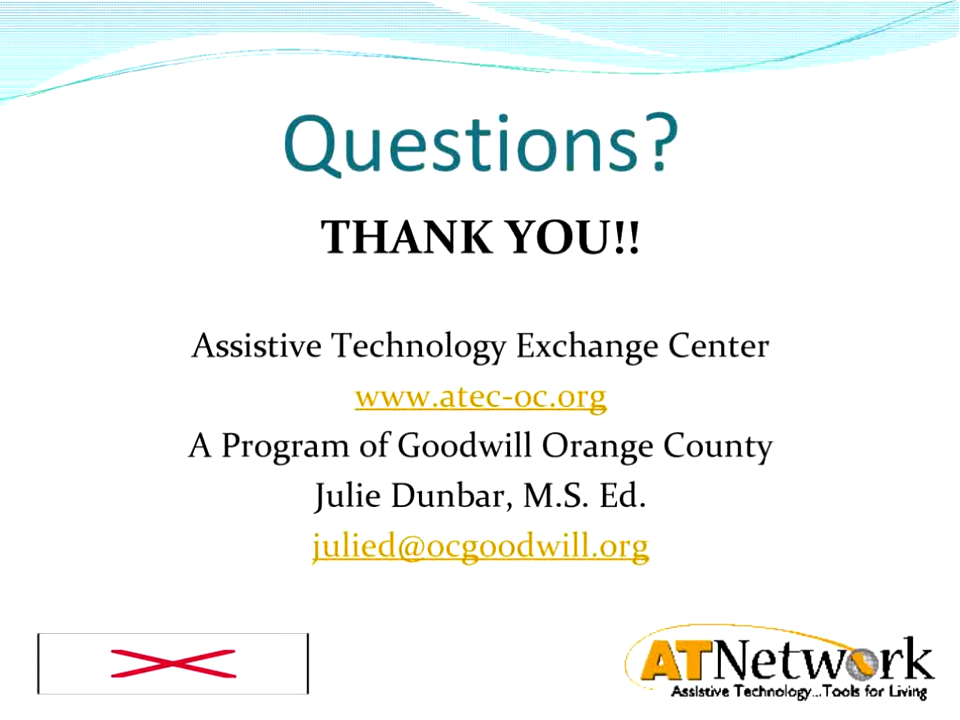 Questions?
THANK YOU!!
Assistive Technology Exchange Center
www.atec-oc.org
A Program of Goodwill Orange County
Julie Dunbar, M.S. Ed.
julied@ocgoodwill.org
ATNetwork
Assistive Technology...Tools for Living